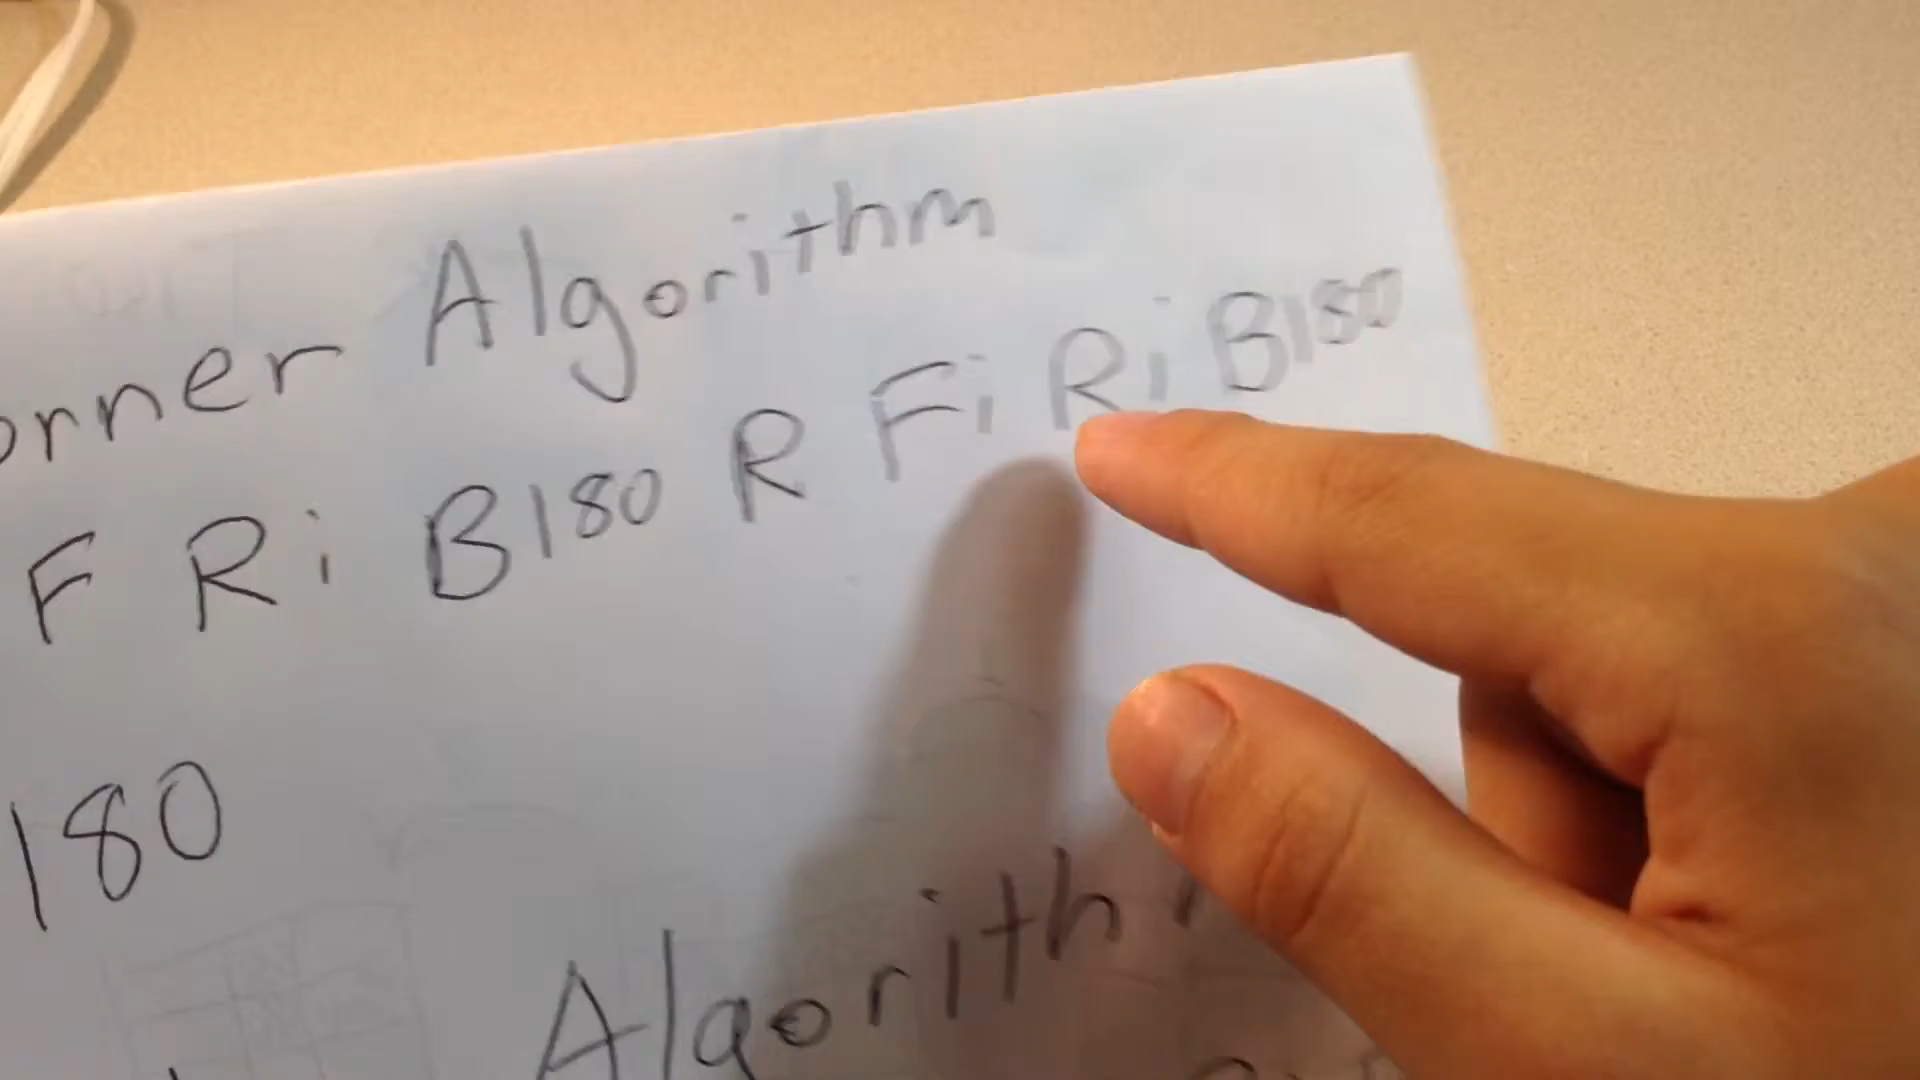 orner Algorithm
F Ri B180 R Fi Ri B180
180
Algorith